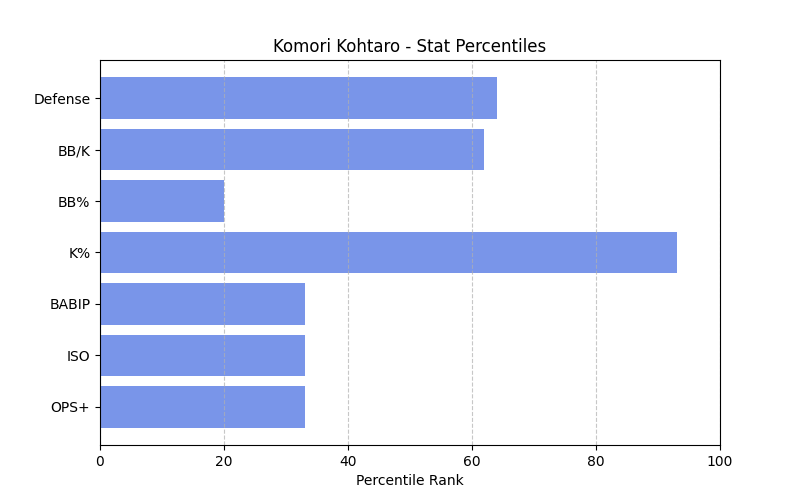 Komori Kohtaro - Stat Percentiles
Defense
BB/K
BB%
K%
BABIP
ISO
OPS+
0 20 40 60 80 100
Percentile Rank